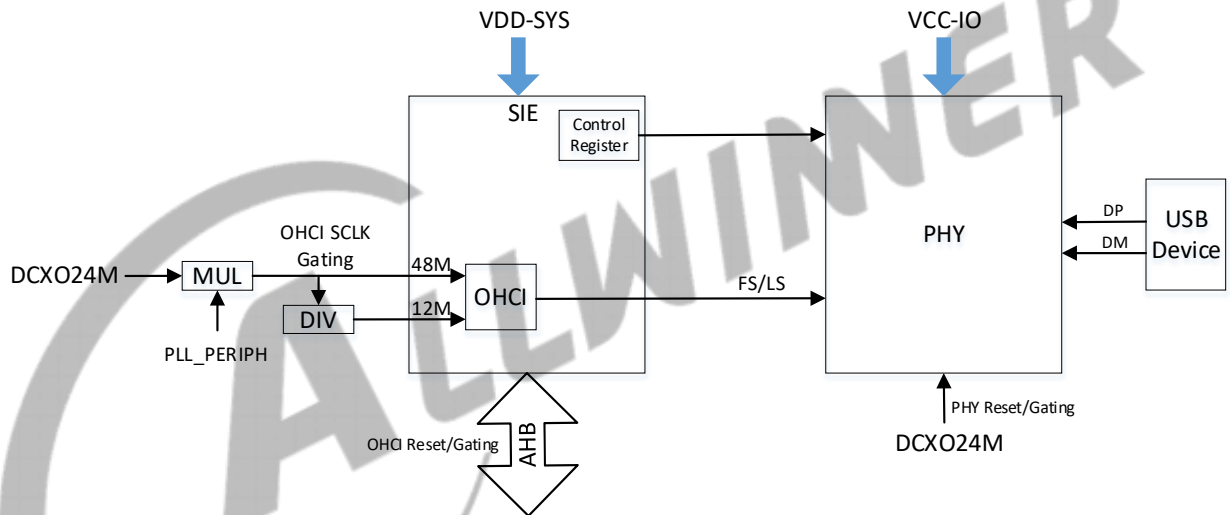 VDD-SYS
VCC-IO
SIE
Control
Register
PHY
DP
DM
USB
Device
OHCI SCLK
Gating
DCXO24M
MUL
48M
OHCI
FS/LS
DIV
12M
PLL_PERIPH
PHY Reset/Gating
OHCI Reset/Gating
AHB
DCXO24M
ALLWINNER